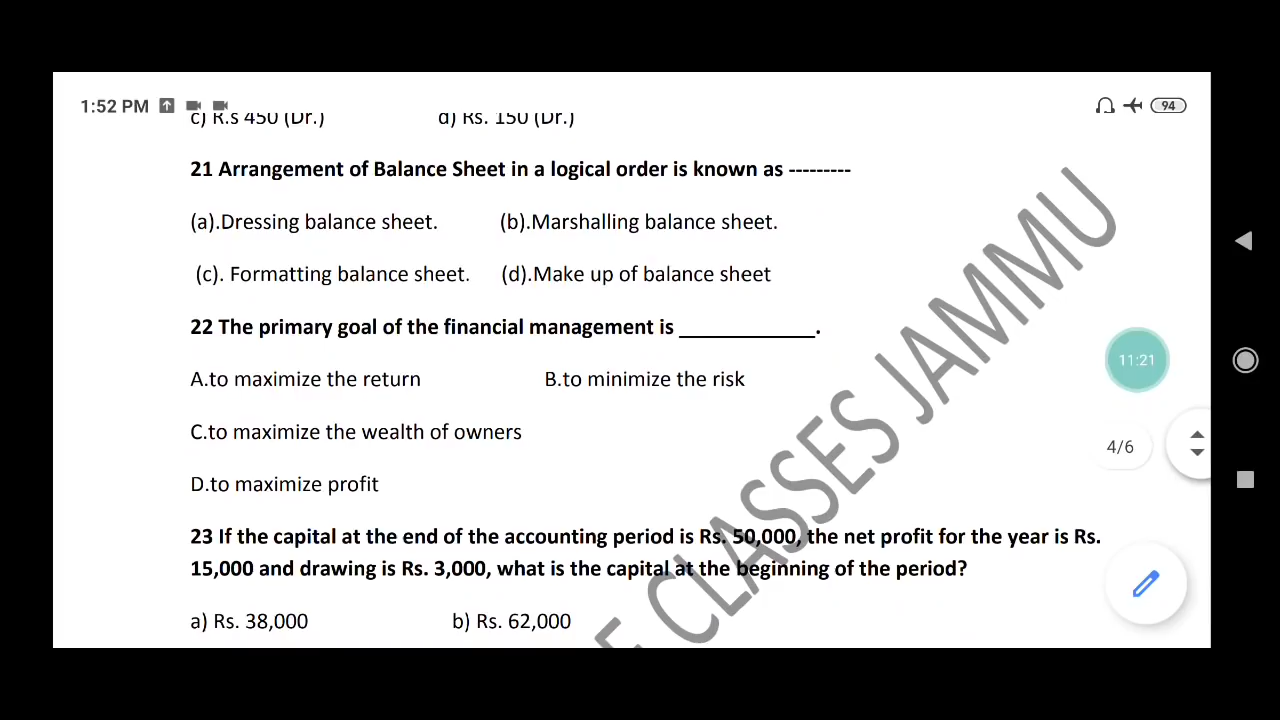 1:52 PM
94
c) R.s 450 (Dr.) d) Rs. 150 (Dr.)
21 Arrangement of Balance Sheet in a logical order is known as ---------
(a).Dressing balance sheet. (b).Marshalling balance sheet.
(c). Formatting balance sheet. (d).Make up of balance sheet
22 The primary goal of the financial management is ____________.
A.to maximize the return B.to minimize the risk
C.to maximize the wealth of owners
D.to maximize profit
23 If the capital at the end of the accounting period is Rs. 50,000, the net profit for the year is Rs.
15,000 and drawing is Rs. 3,000, what is the capital at the beginning of the period?
a) Rs. 38,000 b) Rs. 62,000
11:21
4/6
CLASSES JAMMU